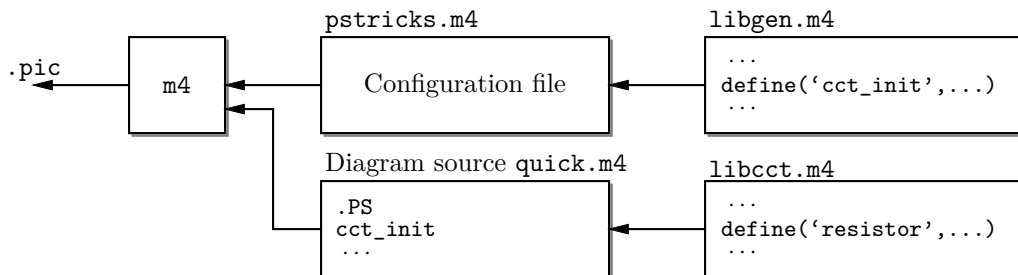 pstricks.m4
libgen.m4
.pic
m4
Configuration file
...
define(‘cct_init’,...)
...
Diagram source quick.m4
libcct.m4
.PS
cct_init
...
...
define(‘resistor’,...)
...